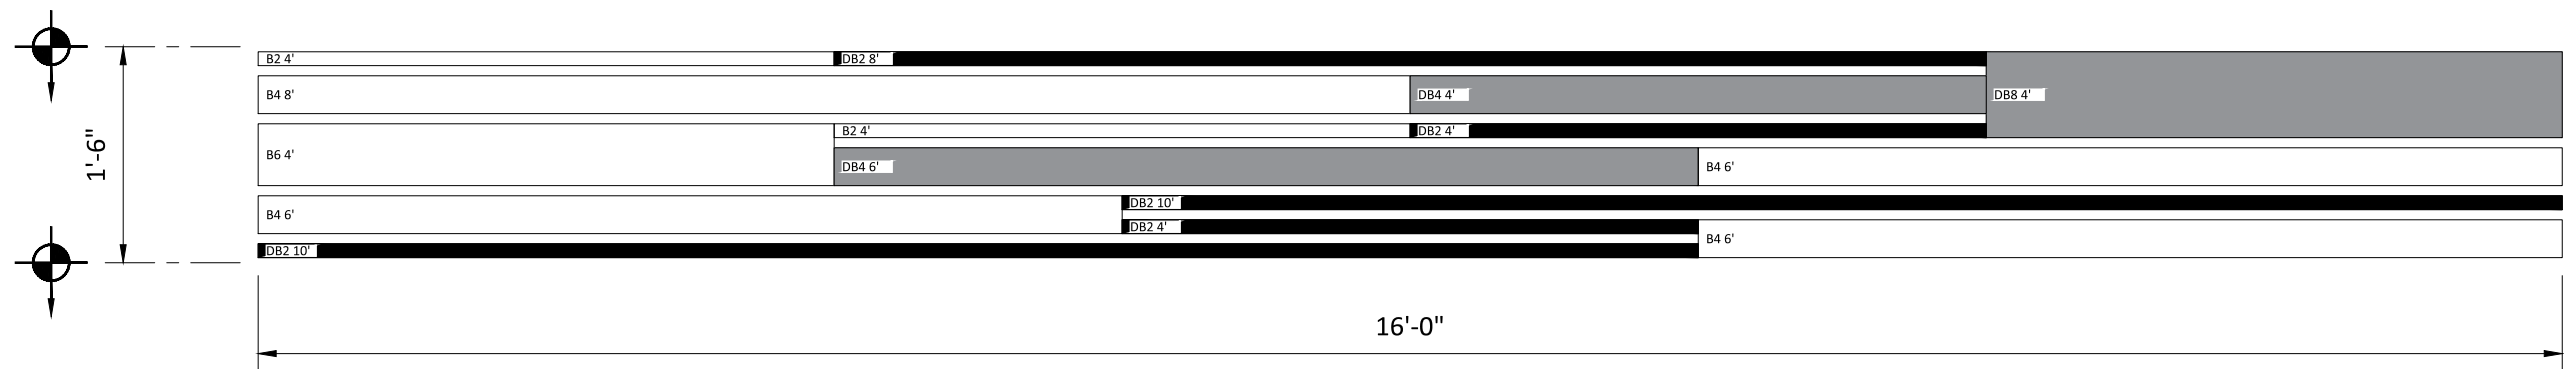 B2 4'
DB2 8'
B4 8'
DB4 4'
DB8 4'
B2 4'
DB2 4'
B6 4'
DB4 6'
B4 6'
1'-6"
B4 6'
DB2 10'
DB2 4'
B4 6'
DB2 10'
16'-0"